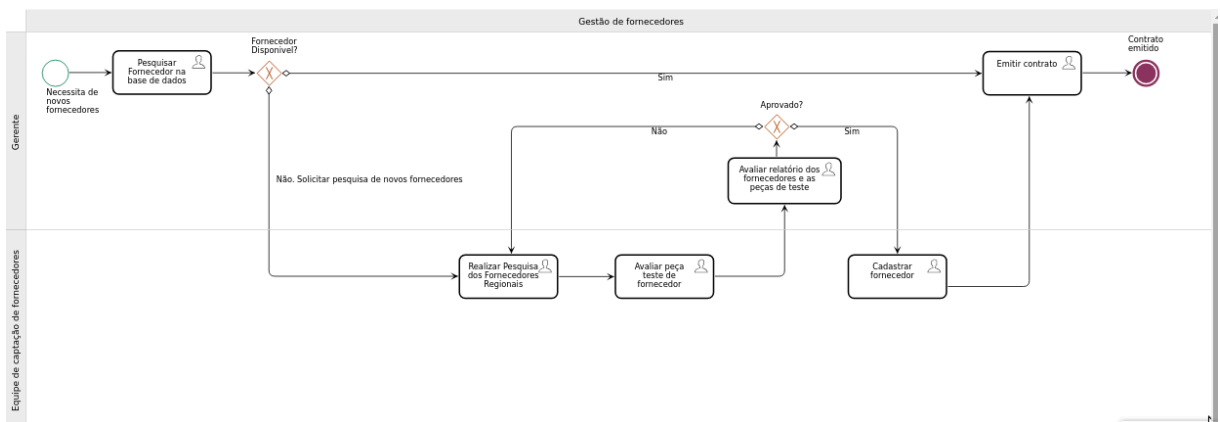 Gestão de fornecedores
Gerente
Necessita de
novos
fornecedores
Pesquisar
Fornecedor na
base de dados
Fornecedor
Disponivel?
Sim
Não. Solicitar pesquisa de novos fornecedores
Emitir contrato
Contrato
emitido
Aprovado?
Não
Sim
Avaliar relatório dos
fornecedores e as
peças de teste
Equipe de captação de fornecedores
Realizar Pesquisa
dos Fornecedores
Regionais
Avaliar peça
teste de
fornecedor
Cadastrar
fornecedor